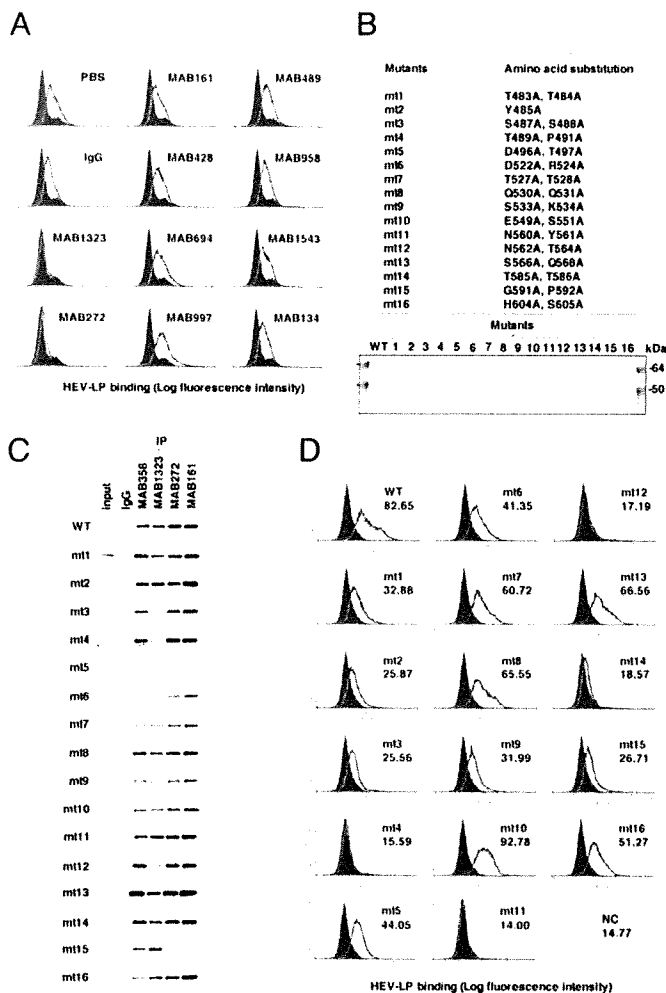 A
PBS
MAB161
MAB489
IgG
MAB428
MAB958
MAB1323
MAB694
MAB1543
MAB272
MAB997
MAB134
HEV-LP binding (Log fluorescence intensity)
B
Mutants Amino acid substitution
mt1 T483A, T484A
mt2 Y485A
mt3 S487A, S488A
mt4 T489A, P491A
mt5 D496A, T497A
mt6 D522A, R524A
mt7 T527A, T528A
mt8 Q530A, Q531A
mt9 S533A, K534A
mt10 E549A, S551A
mt11 N560A, Y561A
mt12 N562A, T564A
mt13 S566A, Q568A
mt14 T585A, T586A
mt15 G591A, P592A
mt16 H604A, S605A
Mutants
WT 1 2 3 4 5 6 7 8 9 10 11 12 13 14 15 16 kDa
-64
-50
C
IP
input
IgG
MAB358
MAB1323
MAB272
MAB161
WT
mt1
mt2
mt3
mt4
mt5
mt6
mt7
mt8
mt9
mt10
mt11
mt12
mt13
mt14
mt15
mt16
D
WT
82.65
mt6
41.35
mt12
17.19
mt1
32.88
mt7
60.72
mt13
66.56
mt2
25.87
mt8
65.55
mt14
18.57
mt3
25.56
mt9
31.99
mt15
26.71
mt4
15.59
mt10
92.78
mt16
51.27
mt5
44.05
mt11
14.00
NC
14.77
HEV-LP binding (Log fluorescence intensity)